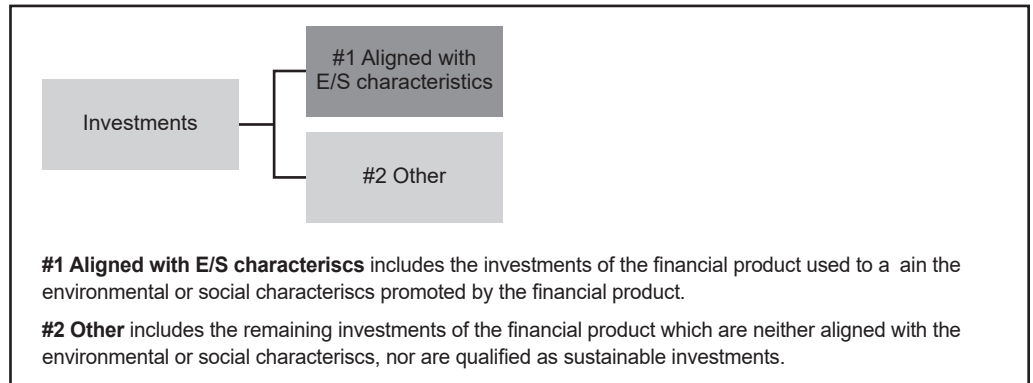 #1 Aligned with
E/S characteristics
Investments
#2 Other
#1 Aligned with E/S characteriscs includes the investments of the financial product used to a ain the
environmental or social characteriscs promoted by the financial product.
#2 Other includes the remaining investments of the financial product which are neither aligned with the
environmental or social characteriscs, nor are qualified as sustainable investments.